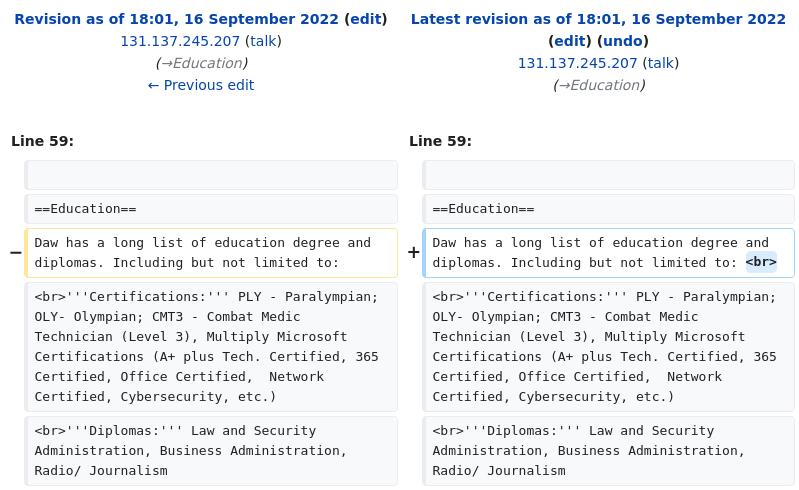 Revision as of 18:01, 16 September 2022 (edit)
131.137.245.207 (talk)
(→Education)
← Previous edit
Latest revision as of 18:01, 16 September 2022
(edit) (undo)
131.137.245.207 (talk)
(→Education)
Line 59:
Line 59:
==Education==
==Education==
− Daw has a long list of education degree and
diplomas. Including but not limited to:
+ Daw has a long list of education degree and
diplomas. Including but not limited to: <br>
<br>'''Certifications:''' PLY - Paralympian;
OLY- Olympian; CMT3 - Combat Medic
Technician (Level 3), Multiply Microsoft
Certifications (A+ plus Tech. Certified, 365
Certified, Office Certified,  Network
Certified, Cybersecurity, etc.)
<br>'''Certifications:''' PLY - Paralympian;
OLY- Olympian; CMT3 - Combat Medic
Technician (Level 3), Multiply Microsoft
Certifications (A+ plus Tech. Certified, 365
Certified, Office Certified,  Network
Certified, Cybersecurity, etc.)
<br>'''Diplomas:''' Law and Security
Administration, Business Administration,
Radio/ Journalism
<br>'''Diplomas:''' Law and Security
Administration, Business Administration,
Radio/ Journalism